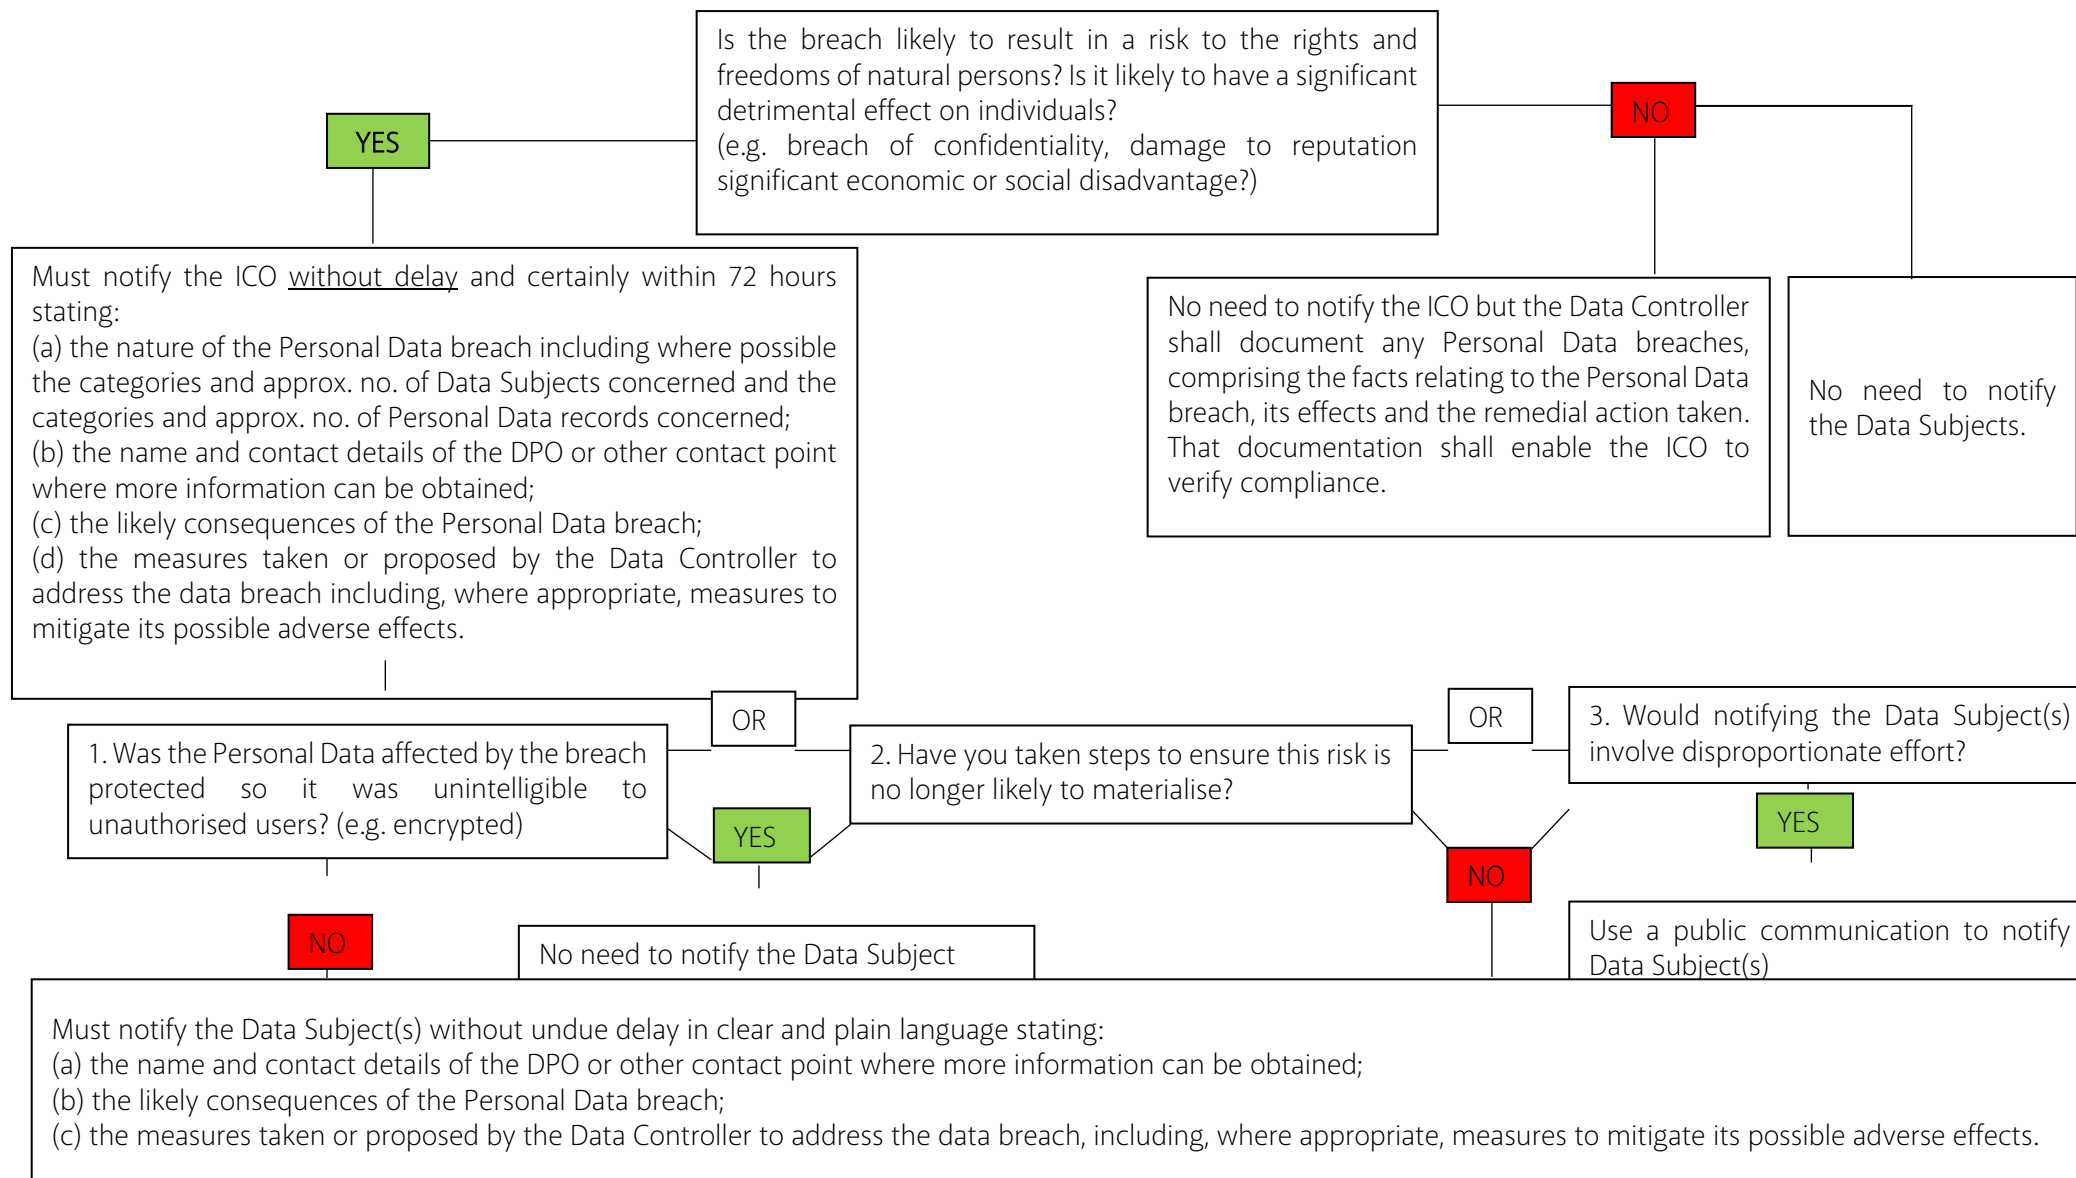 Is the breach likely to result in a risk to the rights and
freedoms of natural persons? Is it likely to have a significant
detrimental effect on individuals?
(e.g. breach of confidentiality, damage to reputation
significant economic or social disadvantage?)
YES
NO
Must notify the ICO without delay and certainly within 72 hours
stating:
(a) the nature of the Personal Data breach including where possible
the categories and approx. no. of Data Subjects concerned and the
categories and approx. no. of Personal Data records concerned;
(b) the name and contact details of the DPO or other contact point
where more information can be obtained;
(c) the likely consequences of the Personal Data breach;
(d) the measures taken or proposed by the Data Controller to
address the data breach including, where appropriate, measures to
mitigate its possible adverse effects.
No need to notify the ICO but the Data Controller
shall document any Personal Data breaches,
comprising the facts relating to the Personal Data
breach, its effects and the remedial action taken.
That documentation shall enable the ICO to
verify compliance.
No need to notify
the Data Subjects.
1. Was the Personal Data affected by the breach
protected so it was unintelligible to
unauthorised users? (e.g. encrypted)
OR
2. Have you taken steps to ensure this risk is
no longer likely to materialise?
OR
3. Would notifying the Data Subject(s)
involve disproportionate effort?
YES
YES
NO
NO
No need to notify the Data Subject
Use a public communication to notify
Data Subject(s)
Must notify the Data Subject(s) without undue delay in clear and plain language stating:
(a) the name and contact details of the DPO or other contact point where more information can be obtained;
(b) the likely consequences of the Personal Data breach;
(c) the measures taken or proposed by the Data Controller to address the data breach, including, where appropriate, measures to mitigate its possible adverse effects.